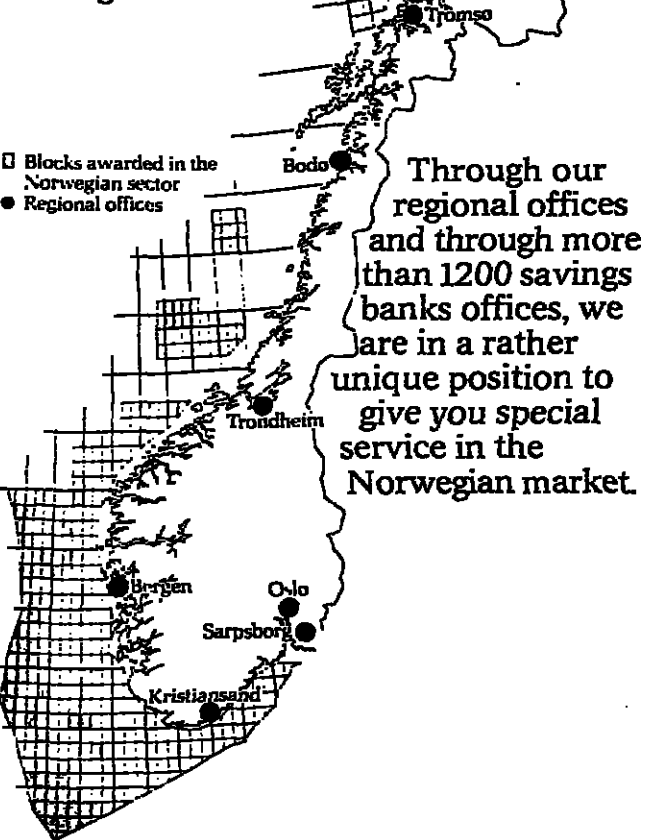 Tromsø
Blocks awarded in the
Norwegian sector
Regional offices
Bodø
Through our
regional offices
and through more
than 1200 savings
banks offices, we
are in a rather
unique position to
give you special
service in the
Norwegian market.
Trondheim
Bergen
Oslo
Sarpsborg
Kristiansand